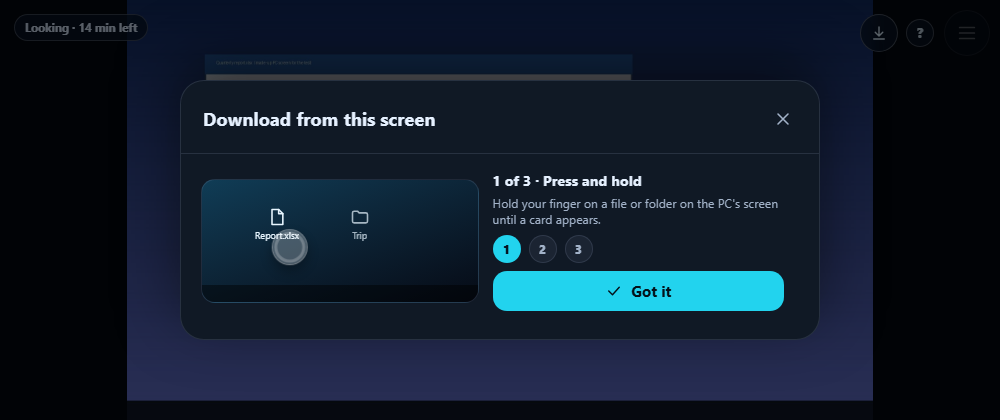 Looking · 14 min left
?
Download from this screen
Report.xlsx
Trip
1 of 3 · Press and hold
Hold your finger on a file or folder on the PC's screen
until a card appears.
1 2 3
Got it